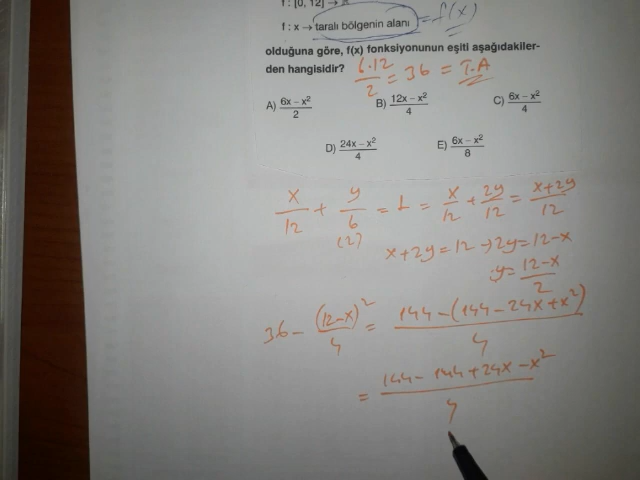 f : [0, 12] →
f : x → taralı bölgenin alanı = f(x)
olduğuna göre, f(x) fonksiyonunun eşiti aşağıdakiler-
den hangisidir? 6.12/2 = 36 = T.A
A) 6x – x²/2 B) 12x – x²/4 C) 6x – x²/4
D) 24x – x²/4 E) 6x – x²/8
x/12 + y/6 = 1 = x/12 + 2y/12 = x+2y/12
(2)
x+2y=12 → 2y=12-x
y= 12-x/2
36 - (12-x)²/4 = 144-(144-24x+x²)/4
= 144-144+24x-x²/4